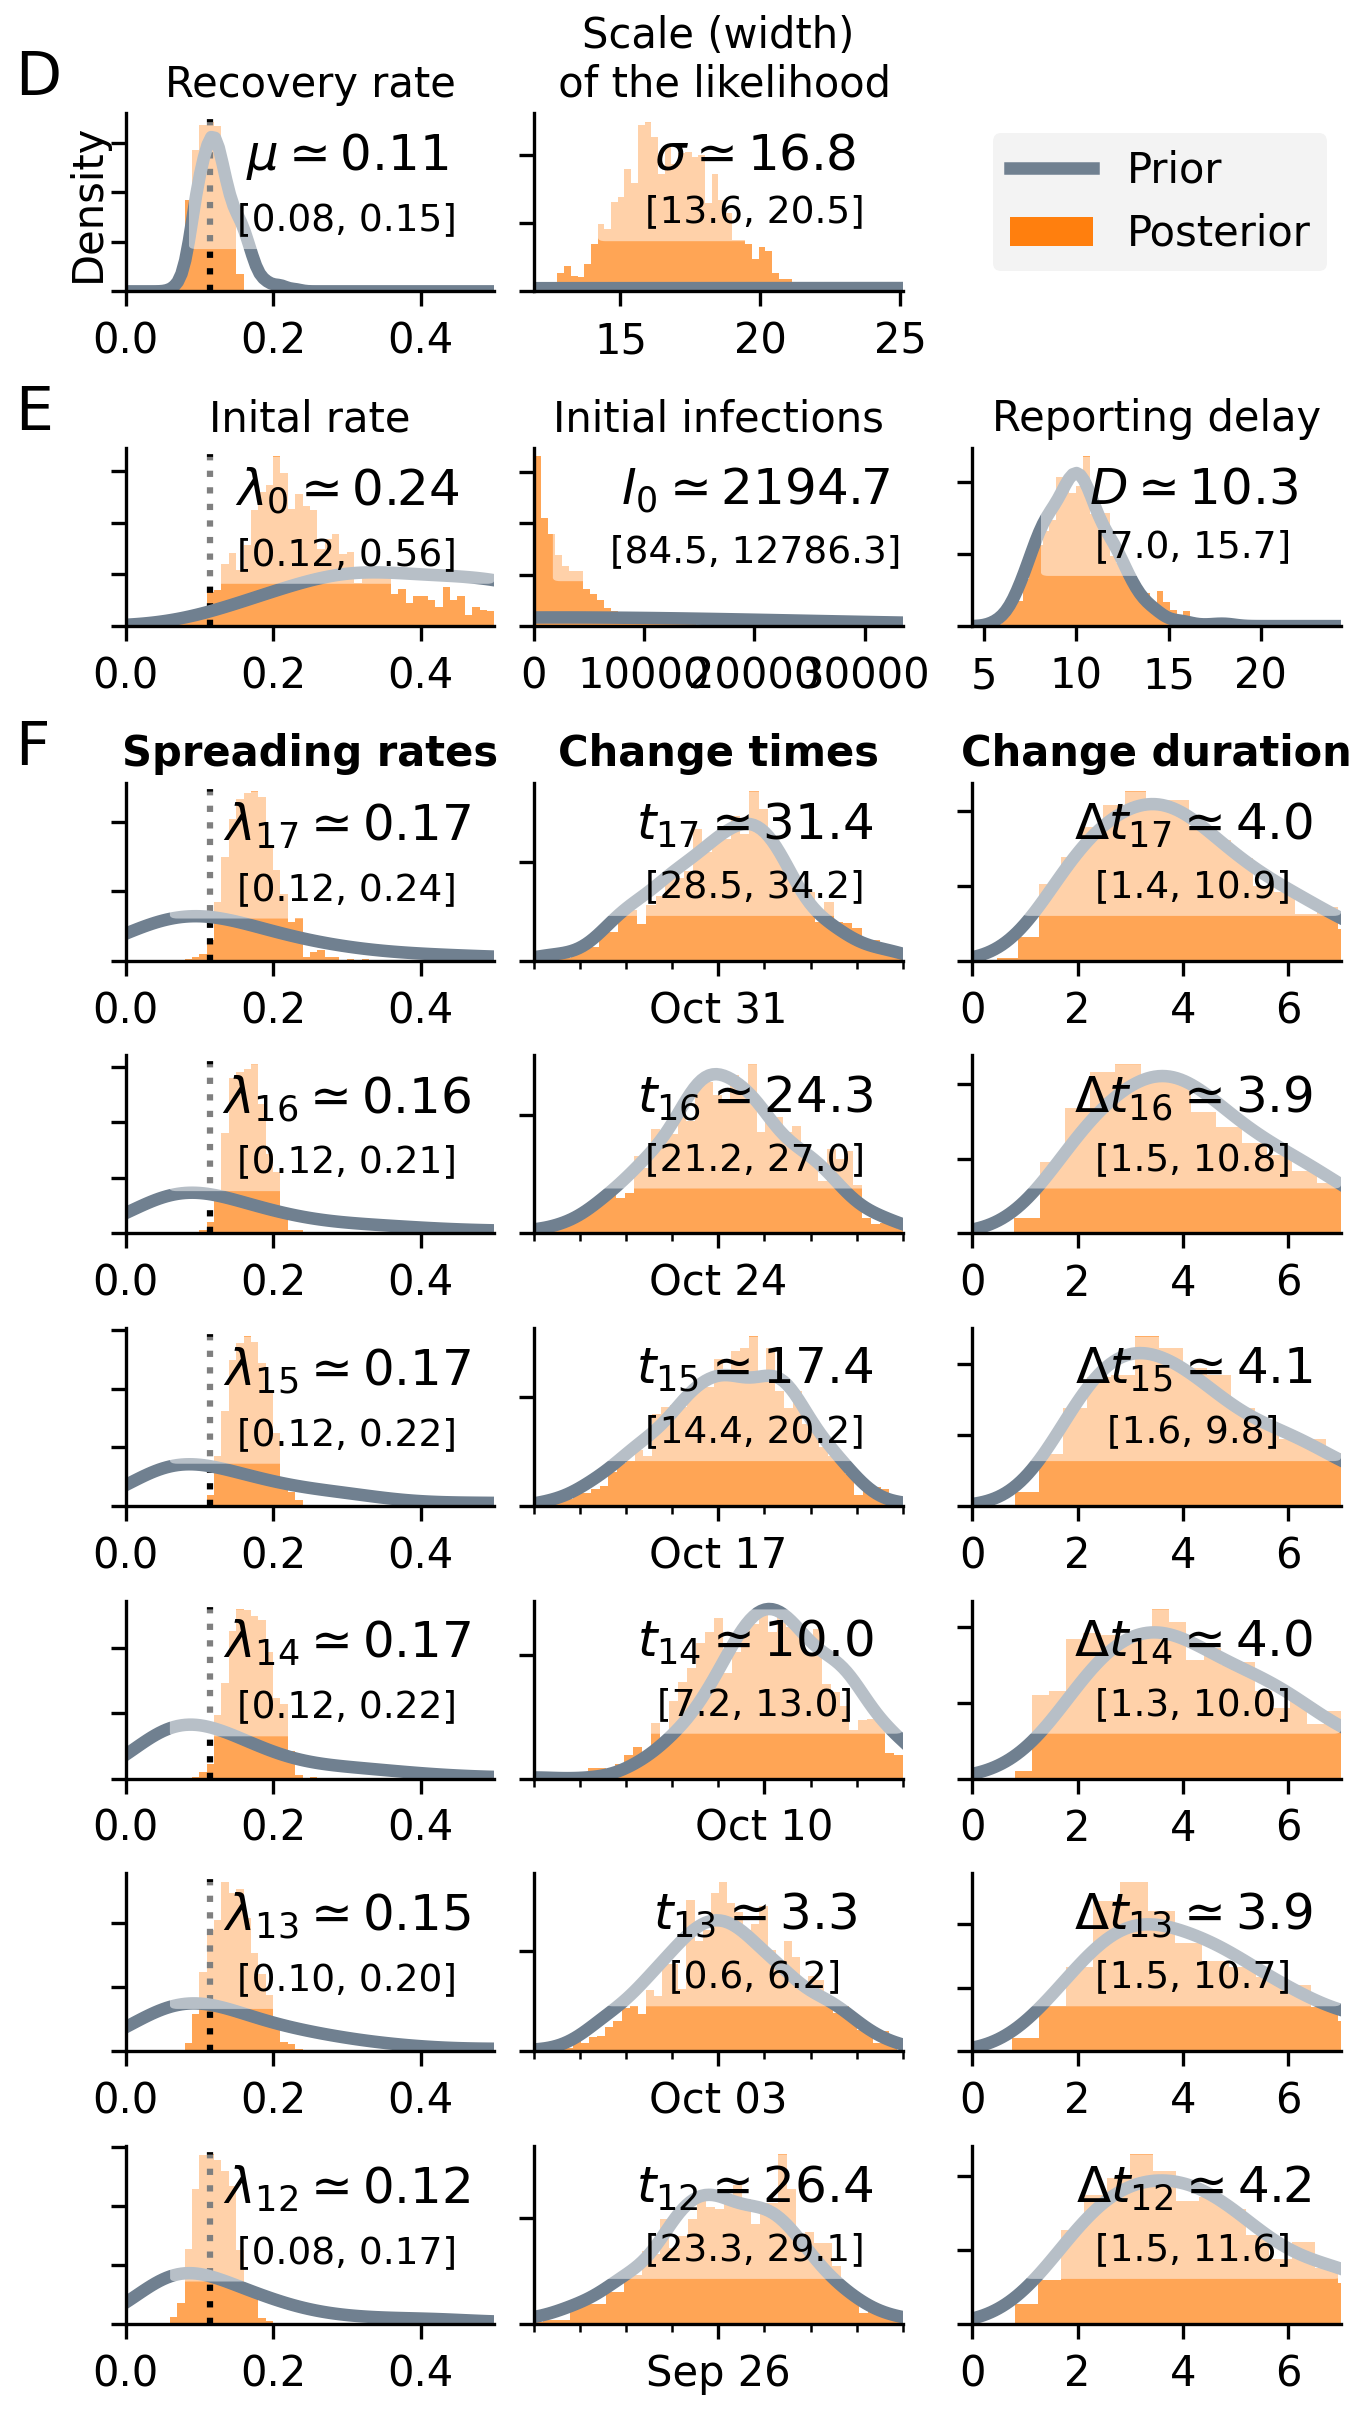 D
Recovery rate
Scale (width)
of the likelihood
Density
μ ≃ 0.11
[0.08, 0.15]
0.0 0.2 0.4
σ ≃ 16.8
[13.6, 20.5]
15 20 25
Prior
Posterior
E
Inital rate
λ₀ ≃ 0.24
[0.12, 0.56]
0.0 0.2 0.4
Initial infections
I₀ ≃ 2194.7
[84.5, 12786.3]
0 10000 20000 30000
Reporting delay
D ≃ 10.3
[7.0, 15.7]
5 10 15 20
F
Spreading rates Change times Change duration
λ₁₇ ≃ 0.17
[0.12, 0.24]
0.0 0.2 0.4
t₁₇ ≃ 31.4
[28.5, 34.2]
Oct 31
Δt₁₇ ≃ 4.0
[1.4, 10.9]
0 2 4 6
λ₁₆ ≃ 0.16
[0.12, 0.21]
0.0 0.2 0.4
t₁₆ ≃ 24.3
[21.2, 27.0]
Oct 24
Δt₁₆ ≃ 3.9
[1.5, 10.8]
0 2 4 6
λ₁₅ ≃ 0.17
[0.12, 0.22]
0.0 0.2 0.4
t₁₅ ≃ 17.4
[14.4, 20.2]
Oct 17
Δt₁₅ ≃ 4.1
[1.6, 9.8]
0 2 4 6
λ₁₄ ≃ 0.17
[0.12, 0.22]
0.0 0.2 0.4
t₁₄ ≃ 10.0
[7.2, 13.0]
Oct 10
Δt₁₄ ≃ 4.0
[1.3, 10.0]
0 2 4 6
λ₁₃ ≃ 0.15
[0.10, 0.20]
0.0 0.2 0.4
t₁₃ ≃ 3.3
[0.6, 6.2]
Oct 03
Δt₁₃ ≃ 3.9
[1.5, 10.7]
0 2 4 6
λ₁₂ ≃ 0.12
[0.08, 0.17]
0.0 0.2 0.4
t₁₂ ≃ 26.4
[23.3, 29.1]
Sep 26
Δt₁₂ ≃ 4.2
[1.5, 11.6]
0 2 4 6